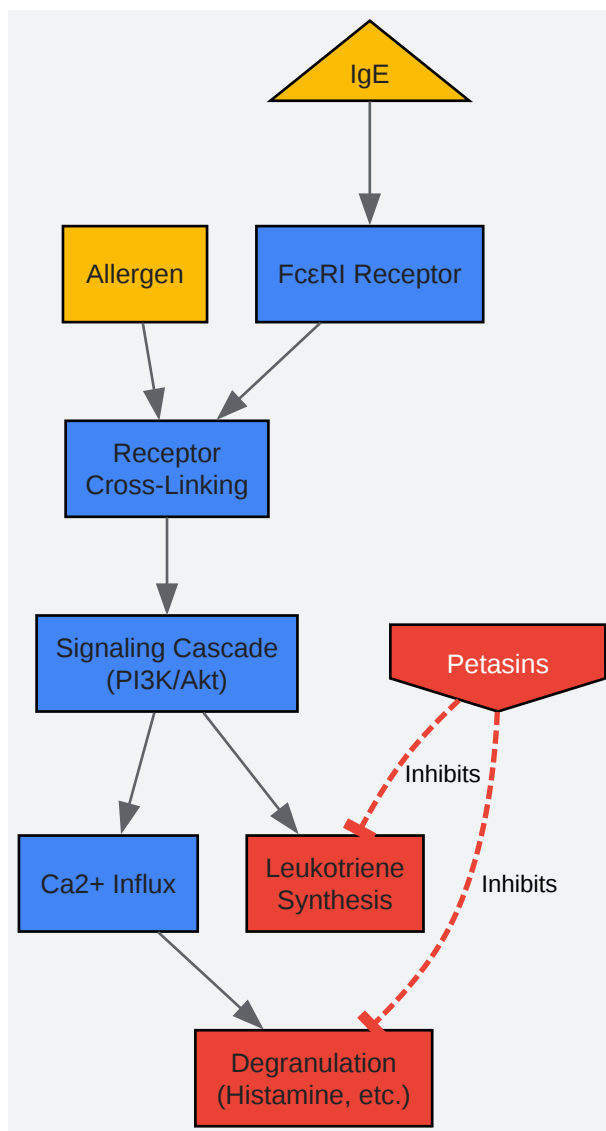 IgE
Allergen
FcεRI Receptor
Receptor
Cross-Linking
Signaling Cascade
(PI3K/Akt)
Petasins
Inhibits
Ca2+ Influx
Leukotriene
Synthesis
Inhibits
Degranulation
(Histamine, etc.)